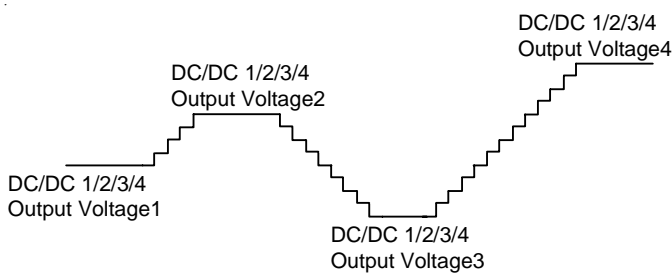 DC/DC 1/2/3/4
Output Voltage4
DC/DC 1/2/3/4
Output Voltage2
DC/DC 1/2/3/4
Output Voltage1
DC/DC 1/2/3/4
Output Voltage3